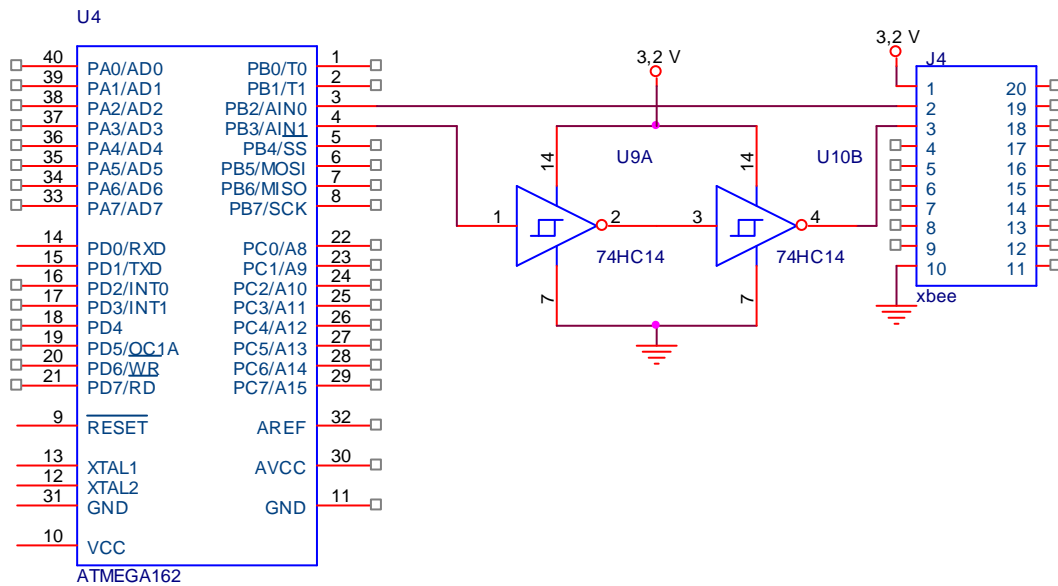 U4
40 PA0/AD0 PB0/T0 1
39 PA1/AD1 PB1/T1 2
38 PA2/AD2 PB2/AIN0 3
37 PA3/AD3 PB3/AIN1 4
36 PA4/AD4 PB4/SS 5
35 PA5/AD5 PB5/MOSI 6
34 PA6/AD6 PB6/MISO 7
33 PA7/AD7 PB7/SCK 8
14 PD0/RXD PC0/A8 22
15 PD1/TXD PC1/A9 23
16 PD2/INT0 PC2/A10 24
17 PD3/INT1 PC3/A11 25
18 PD4 PC4/A12 26
19 PD5/OC1A PC5/A13 27
20 PD6/WR PC6/A14 28
21 PD7/RD PC7/A15 29
9 RESET AREF 32
13 XTAL1 AVCC 30
12 XTAL2
31 GND GND 11
10 VCC
ATMEGA162
3,2 V
U9A
14
1 2
74HC14
7
U10B
14
3 4
74HC14
7
3,2 V
J4
1 20
2 19
3 18
4 17
5 16
6 15
7 14
8 13
9 12
10 11
xbee